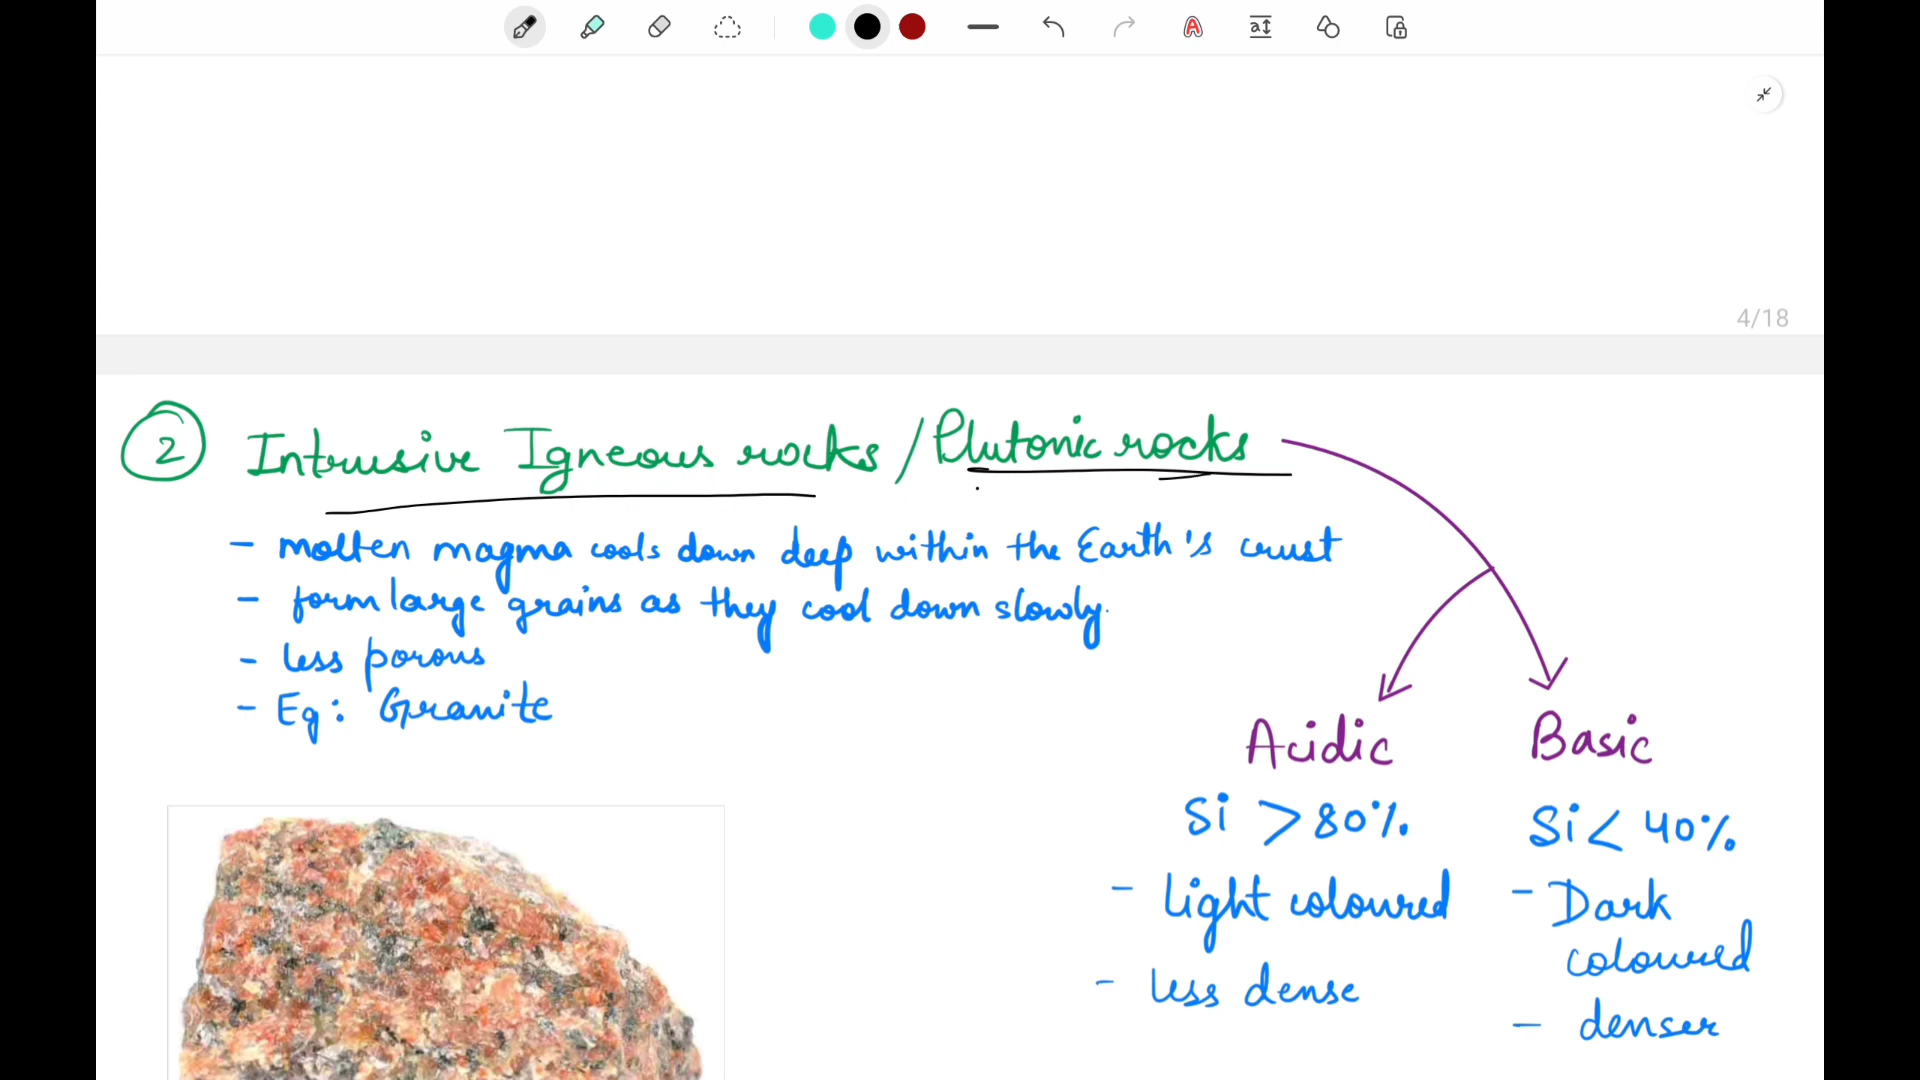 A a
4/18
2 Intrusive Igneous rocks / Plutonic rocks
- molten magma cools down deep within the Earth's crust
- form large grains as they cool down slowly.
- less porous
- Eg: Granite
Acidic
Si > 80%.
- light coloured
- less dense
Basic
Si < 40%.
- Dark
coloured
- denser